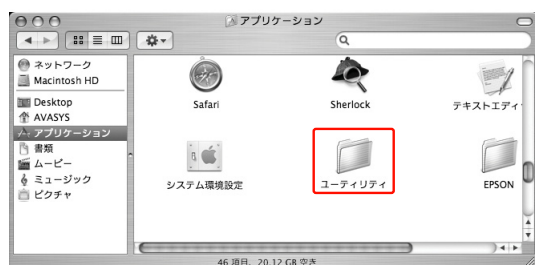 アプリケーション
ネットワーク
Macintosh HD
Desktop
AVASYS
アプリケーション
書類
ムービー
ミュージック
ピクチャ
Safari
Sherlock
テキストエディ
システム環境設定
ユーティリティ
EPSON
46 項目、20.12 GB 空き